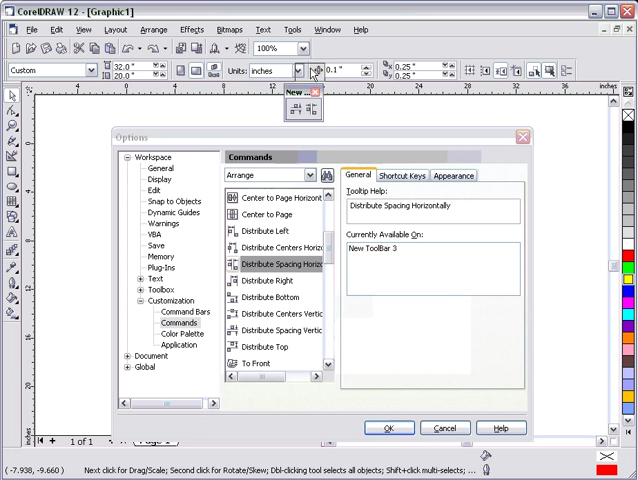 CorelDRAW 12 - [Graphic1]
File Edit View Layout Arrange Effects Bitmaps Text Tools Window Help
100%
Custom 32.0" 20.0" Units: inches 0.1" 0.25" 0.25"
New ...
inches
Options
Workspace
General
Display
Edit
Snap to Objects
Dynamic Guides
Warnings
VBA
Save
Memory
Plug-Ins
Text
Toolbox
Customization
Command Bars
Commands
Color Palette
Application
Document
Global
Commands
Arrange
Center to Page Horizont
Center to Page
Distribute Left
Distribute Centers Horizo
Distribute Spacing Horizo
Distribute Right
Distribute Bottom
Distribute Centers Vertic
Distribute Spacing Vertic
Distribute Top
To Front
General Shortcut Keys Appearance
Tooltip Help:
Distribute Spacing Horizontally
Currently Available On:
New ToolBar 3
OK Cancel Help
1 of 1 Page 1
(-7.938, -9.660) Next click for Drag/Scale; Second click for Rotate/Skew; Dbl-clicking tool selects all objects; Shift+click multi-selects; ...